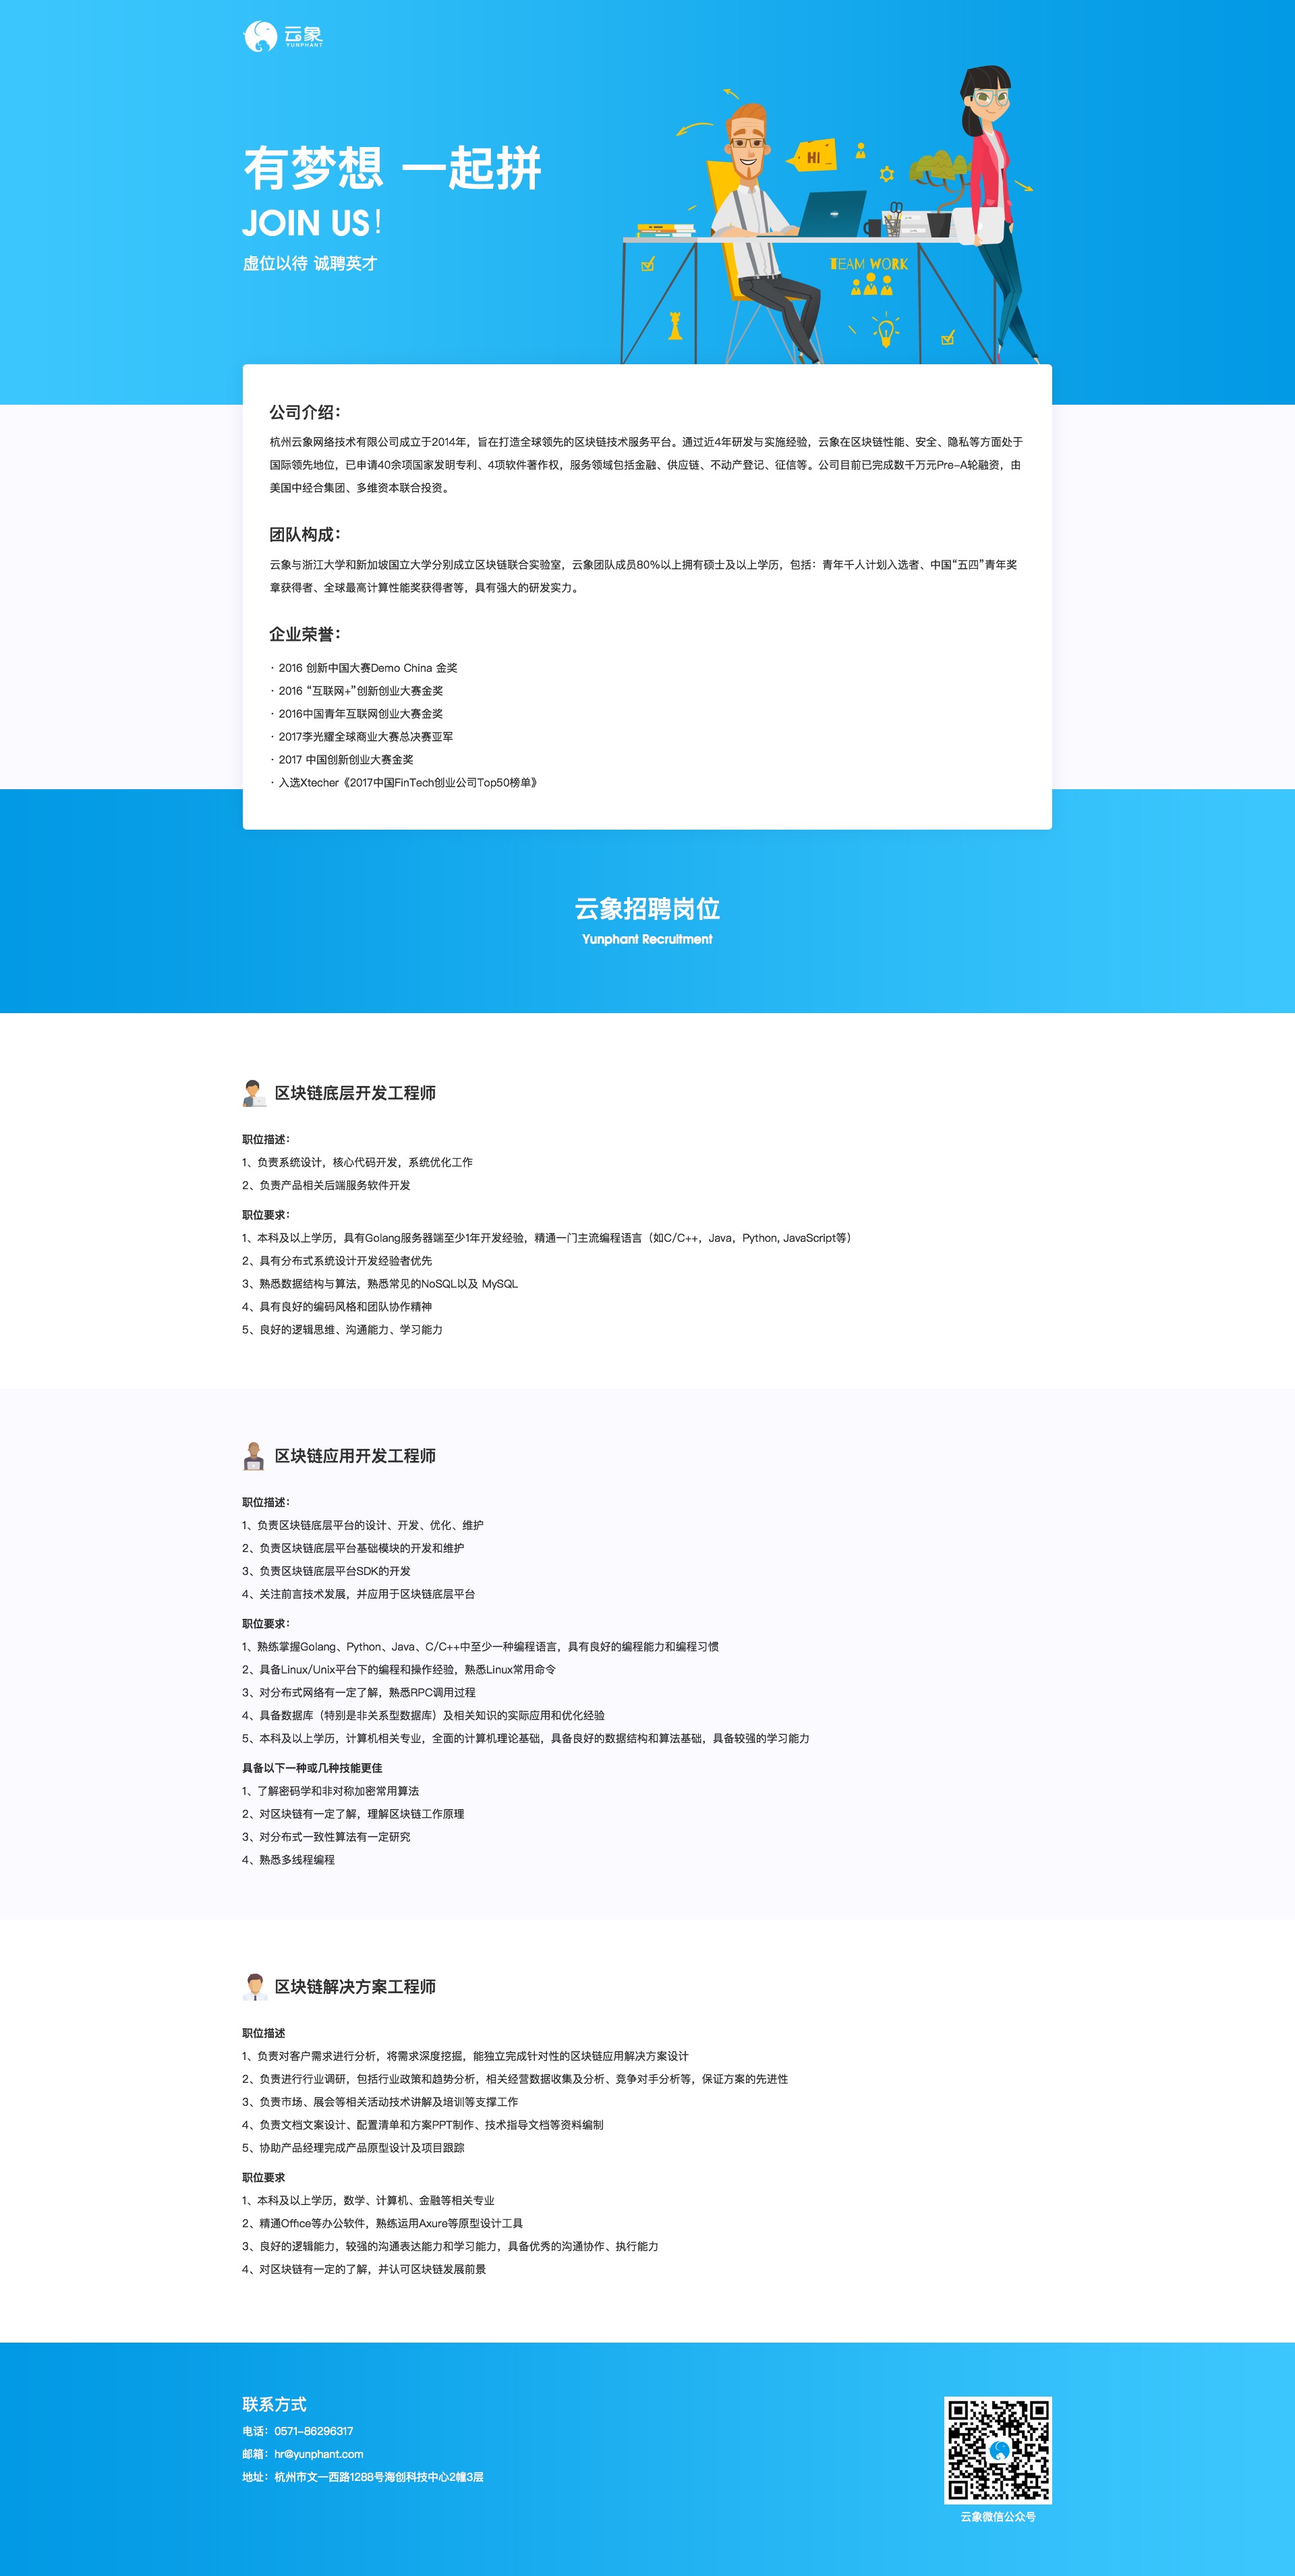 云象
YUNPHANT
有梦想 一起拼
JOIN US!
虚位以待 诚聘英才
HI
TEAM WORK
公司介绍：
杭州云象网络技术有限公司成立于2014年，旨在打造全球领先的区块链技术服务平台。通过近4年研发与实施经验，云象在区块链性能、安全、隐私等方面处于
国际领先地位，已申请40余项国家发明专利、4项软件著作权，服务领域包括金融、供应链、不动产登记、征信等。公司目前已完成数千万元Pre-A轮融资，由
美国中经合集团、多维资本联合投资。
团队构成：
云象与浙江大学和新加坡国立大学分别成立区块链联合实验室，云象团队成员80%以上拥有硕士及以上学历，包括：青年千人计划入选者、中国“五四”青年奖
章获得者、全球最高计算性能奖获得者等，具有强大的研发实力。
企业荣誉：
· 2016 创新中国大赛Demo China 金奖
· 2016 “互联网+”创新创业大赛金奖
· 2016中国青年互联网创业大赛金奖
· 2017李光耀全球商业大赛总决赛亚军
· 2017 中国创新创业大赛金奖
· 入选Xtecher《2017中国FinTech创业公司Top50榜单》
云象招聘岗位
Yunphant Recruitment
区块链底层开发工程师
职位描述：
1、负责系统设计，核心代码开发，系统优化工作
2、负责产品相关后端服务软件开发
职位要求：
1、本科及以上学历，具有Golang服务器端至少1年开发经验，精通一门主流编程语言（如C/C++，Java，Python, JavaScript等）
2、具有分布式系统设计开发经验者优先
3、熟悉数据结构与算法，熟悉常见的NoSQL以及 MySQL
4、具有良好的编码风格和团队协作精神
5、良好的逻辑思维、沟通能力、学习能力
区块链应用开发工程师
职位描述：
1、负责区块链底层平台的设计、开发、优化、维护
2、负责区块链底层平台基础模块的开发和维护
3、负责区块链底层平台SDK的开发
4、关注前言技术发展，并应用于区块链底层平台
职位要求：
1、熟练掌握Golang、Python、Java、C/C++中至少一种编程语言，具有良好的编程能力和编程习惯
2、具备Linux/Unix平台下的编程和操作经验，熟悉Linux常用命令
3、对分布式网络有一定了解，熟悉RPC调用过程
4、具备数据库（特别是非关系型数据库）及相关知识的实际应用和优化经验
5、本科及以上学历，计算机相关专业，全面的计算机理论基础，具备良好的数据结构和算法基础，具备较强的学习能力
具备以下一种或几种技能更佳
1、了解密码学和非对称加密常用算法
2、对区块链有一定了解，理解区块链工作原理
3、对分布式一致性算法有一定研究
4、熟悉多线程编程
区块链解决方案工程师
职位描述
1、负责对客户需求进行分析，将需求深度挖掘，能独立完成针对性的区块链应用解决方案设计
2、负责进行行业调研，包括行业政策和趋势分析，相关经营数据收集及分析、竞争对手分析等，保证方案的先进性
3、负责市场、展会等相关活动技术讲解及培训等支撑工作
4、负责文档文案设计、配置清单和方案PPT制作、技术指导文档等资料编制
5、协助产品经理完成产品原型设计及项目跟踪
职位要求
1、本科及以上学历，数学、计算机、金融等相关专业
2、精通Office等办公软件，熟练运用Axure等原型设计工具
3、良好的逻辑能力，较强的沟通表达能力和学习能力，具备优秀的沟通协作、执行能力
4、对区块链有一定的了解，并认可区块链发展前景
联系方式
电话：0571-86296317
邮箱：hr@yunphant.com
地址：杭州市文一西路1288号海创科技中心2幢3层
云象微信公众号